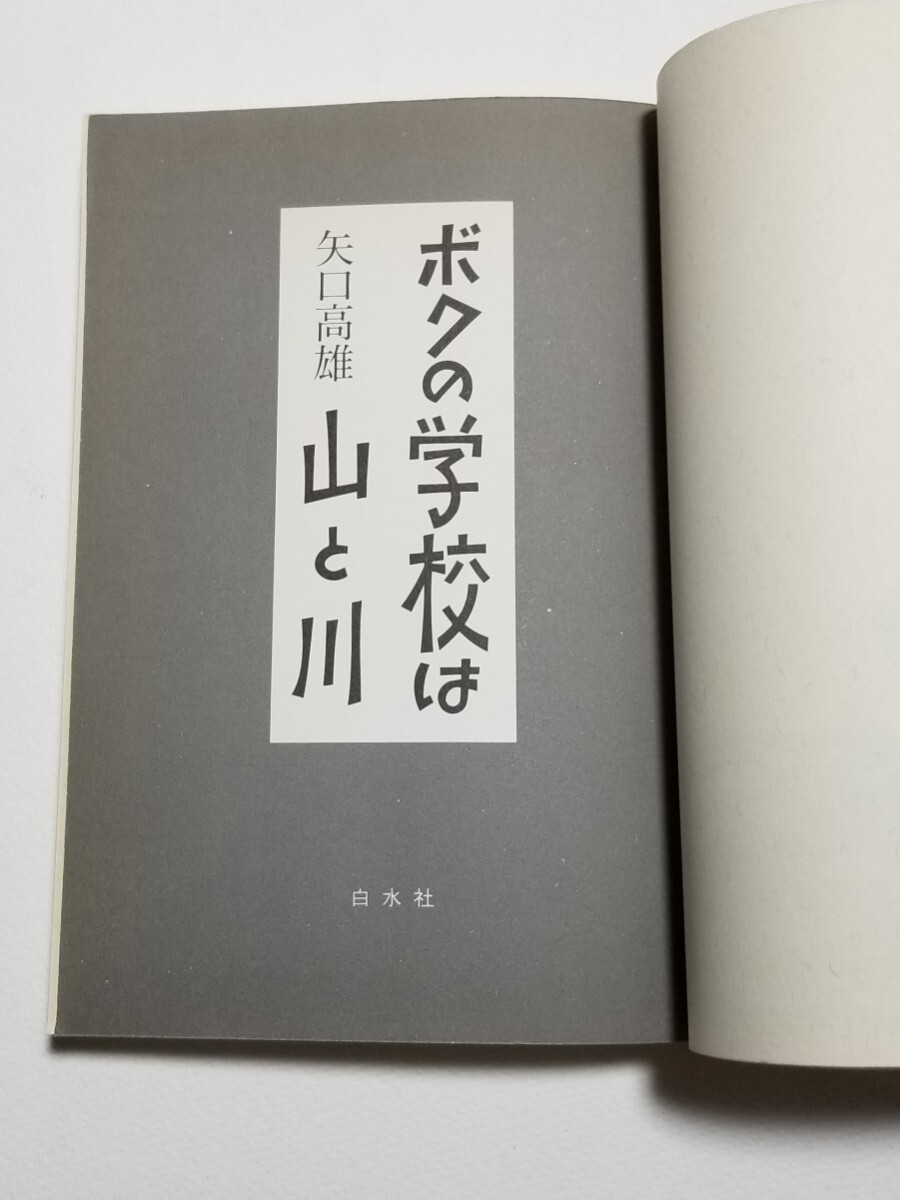 ボクの学校は
山と川
矢口高雄
白水社